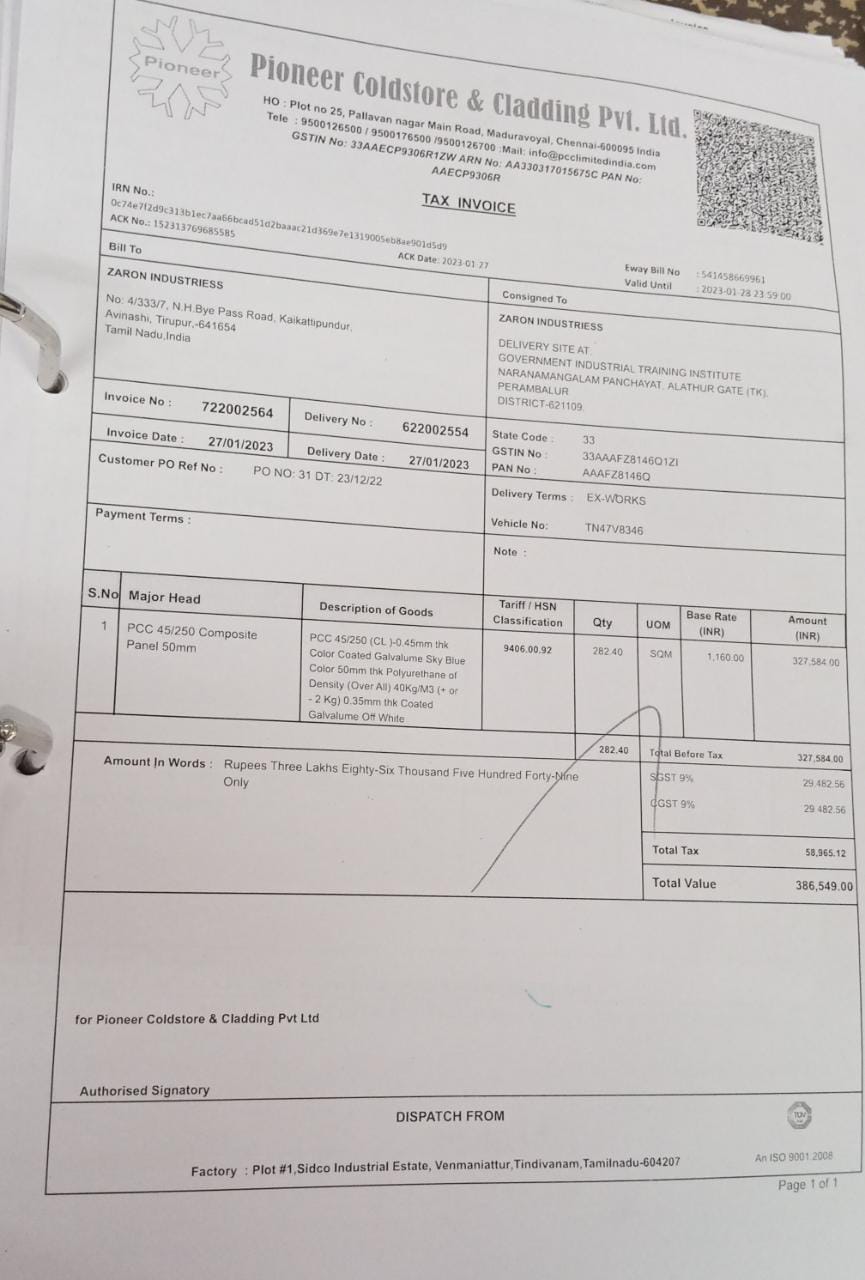 Pioneer
Pioneer Coldstore & Cladding Pvt. Ltd.
HO : Plot no 25, Pallavan nagar Main Road, Maduravoyal, Chennai-600095 India
Tele : 9500126500 / 9500176500 /9500126700 :Mail: info@pcclimitedindia.com
GSTIN No: 33AAECP9306R1ZW ARN No: AA330317015675C PAN No:
AAECP9306R
TAX INVOICE
IRN No.:
0c74e7f2d9c313b1ec7aa66bcad51d2baaac21d369e7e1319005eb8ae901d5d9
ACK No.: 152313769685585
ACK Date: 2023-01-27
Eway Bill No : 541458669961
Valid Until : 2023-01-28 23:59:00
Bill To
ZARON INDUSTRIESS
No: 4/333/7, N.H.Bye Pass Road, Kaikattipundur,
Avinashi, Tirupur,-641654
Tamil Nadu,India
Consigned To
ZARON INDUSTRIESS
DELIVERY SITE AT
GOVERNMENT INDUSTRIAL TRAINING INSTITUTE
NARANAMANGALAM PANCHAYAT, ALATHUR GATE (TK).
PERAMBALUR
DISTRICT-621109.
Invoice No : 722002564 Delivery No : 622002554
Invoice Date : 27/01/2023 Delivery Date : 27/01/2023
State Code : 33
GSTIN No : 33AAAFZ8146Q1ZI
PAN No : AAAFZ8146Q
Customer PO Ref No : PO NO: 31 DT: 23/12/22
Delivery Terms : EX-WORKS
Vehicle No: TN47V8346
Payment Terms :
Note :
S.No Major Head Description of Goods Tariff / HSN Classification Qty UOM Base Rate (INR) Amount (INR)
1 PCC 45/250 Composite Panel 50mm
PCC 45/250 (CL )-0.45mm thk
Color Coated Galvalume Sky Blue
Color 50mm thk Polyurethane of
Density (Over All) 40Kg/M3 (+ or
- 2 Kg) 0.35mm thk Coated
Galvalume Off White
9406.00.92 282.40 SQM 1,160.00 327,584.00
282.40 Total Before Tax 327,584.00
Amount In Words : Rupees Three Lakhs Eighty-Six Thousand Five Hundred Forty-Nine
Only
SGST 9% 29,482.56
CGST 9% 29,482.56
Total Tax 58,965.12
Total Value 386,549.00
for Pioneer Coldstore & Cladding Pvt Ltd
Authorised Signatory
DISPATCH FROM
TUV
Factory : Plot #1,Sidco Industrial Estate, Venmaniattur,Tindivanam,Tamilnadu-604207
An ISO 9001:2008
Page 1 of 1